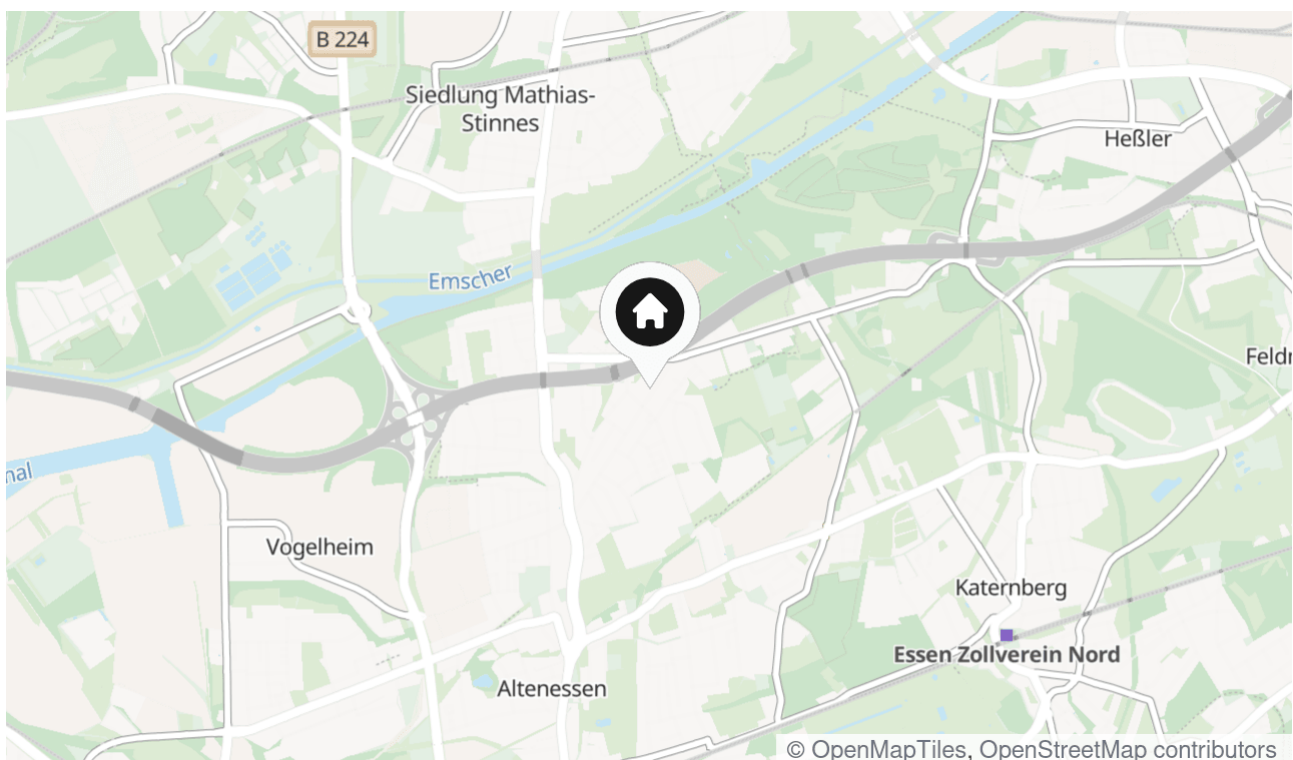 B 224
Siedlung Mathias-
Stinnes
Heßler
Emscher
Feldr
nal
Vogelheim
Katernberg
Essen Zollverein Nord
Altenessen
© OpenMapTiles, OpenStreetMap contributors